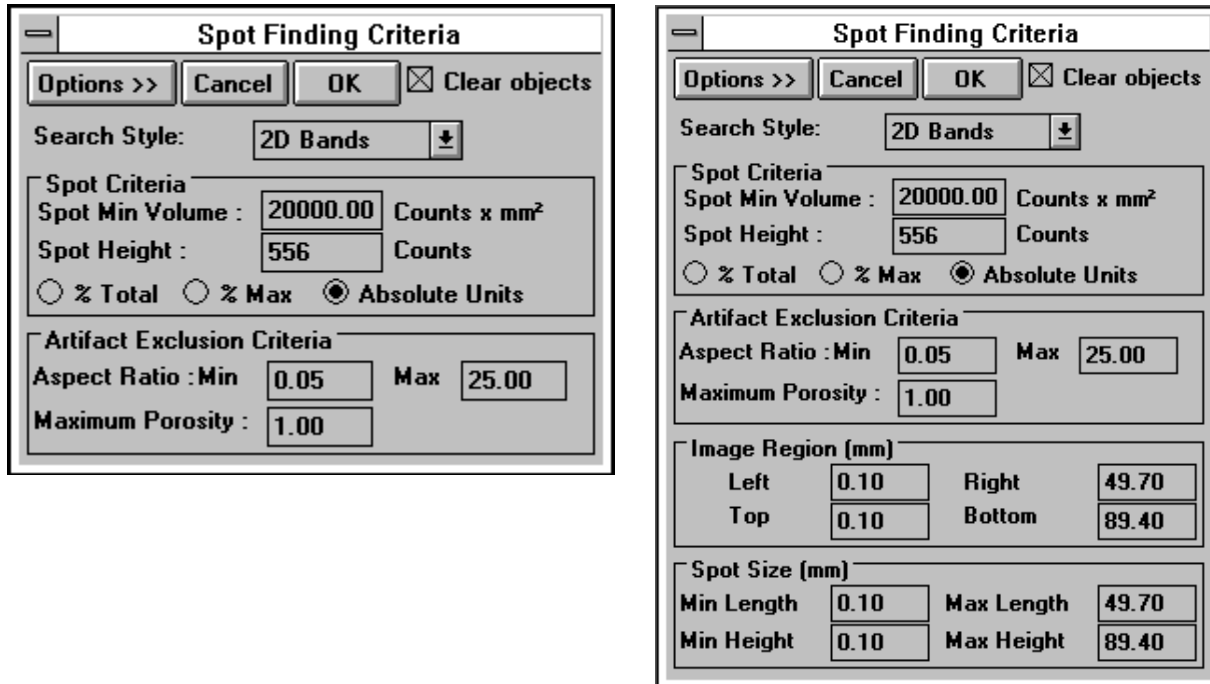 Spot Finding Criteria
Options >> Cancel OK Clear objects
Search Style: 2D Bands
Spot Criteria
Spot Min Volume : 20000.00 Counts x mm²
Spot Height : 556 Counts
% Total % Max Absolute Units
Artifact Exclusion Criteria
Aspect Ratio : Min 0.05 Max 25.00
Maximum Porosity : 1.00
Spot Finding Criteria
Options >> Cancel OK Clear objects
Search Style: 2D Bands
Spot Criteria
Spot Min Volume : 20000.00 Counts x mm²
Spot Height : 556 Counts
% Total % Max Absolute Units
Artifact Exclusion Criteria
Aspect Ratio : Min 0.05 Max 25.00
Maximum Porosity : 1.00
Image Region (mm)
Left 0.10 Right 49.70
Top 0.10 Bottom 89.40
Spot Size (mm)
Min Length 0.10 Max Length 49.70
Min Height 0.10 Max Height 89.40